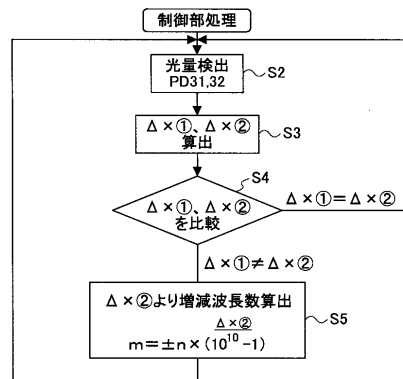 制御部処理
光量検出
PD31,32
S2
Δ×①、Δ×②
算出
S3
S4
Δ×①、Δ×②
を比較
Δ×①=Δ×②
Δ×①≠Δ×②
Δ×②より増減波長数算出
m=±n×(10^{Δ×②/10}-1)
S5